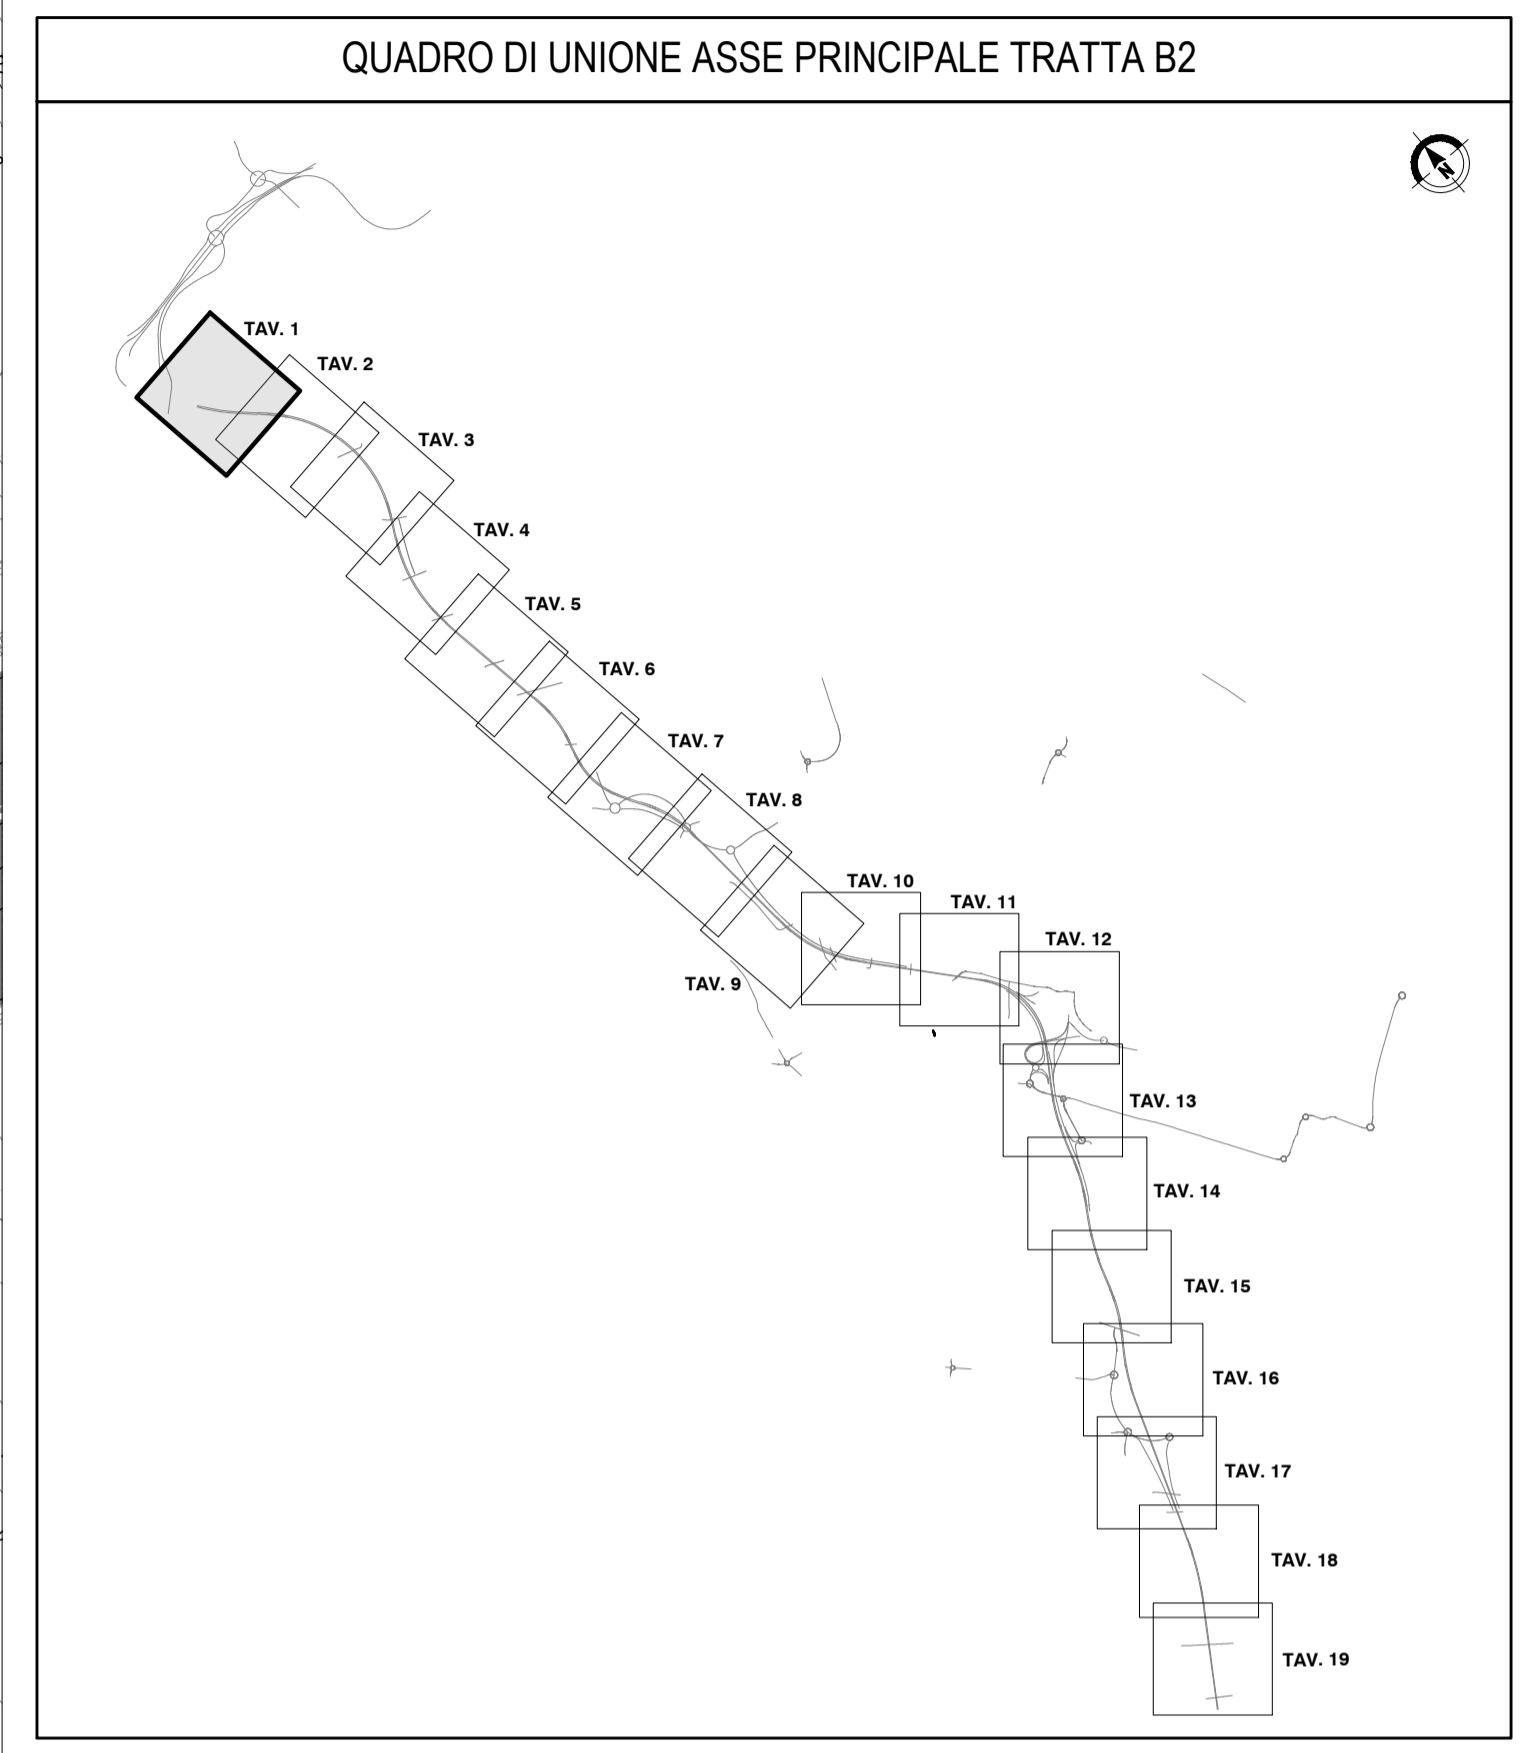 QUADRO DI UNIONE ASSE PRINCIPALE TRATTA B2
N
TAV. 1
TAV. 2
TAV. 3
TAV. 4
TAV. 5
TAV. 6
TAV. 7
TAV. 8
TAV. 9
TAV. 10
TAV. 11
TAV. 12
TAV. 13
TAV. 14
TAV. 15
TAV. 16
TAV. 17
TAV. 18
TAV. 19